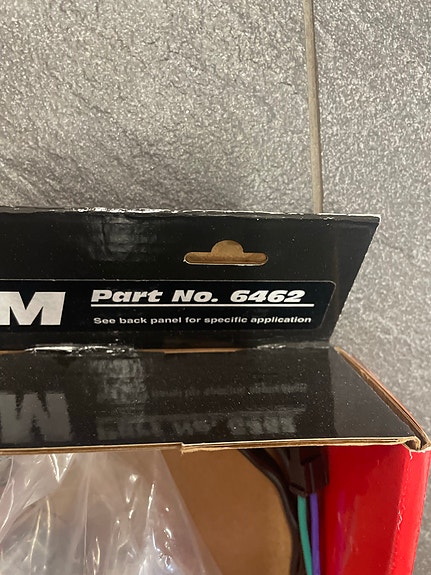 M Part No. 6462
See back panel for specific application